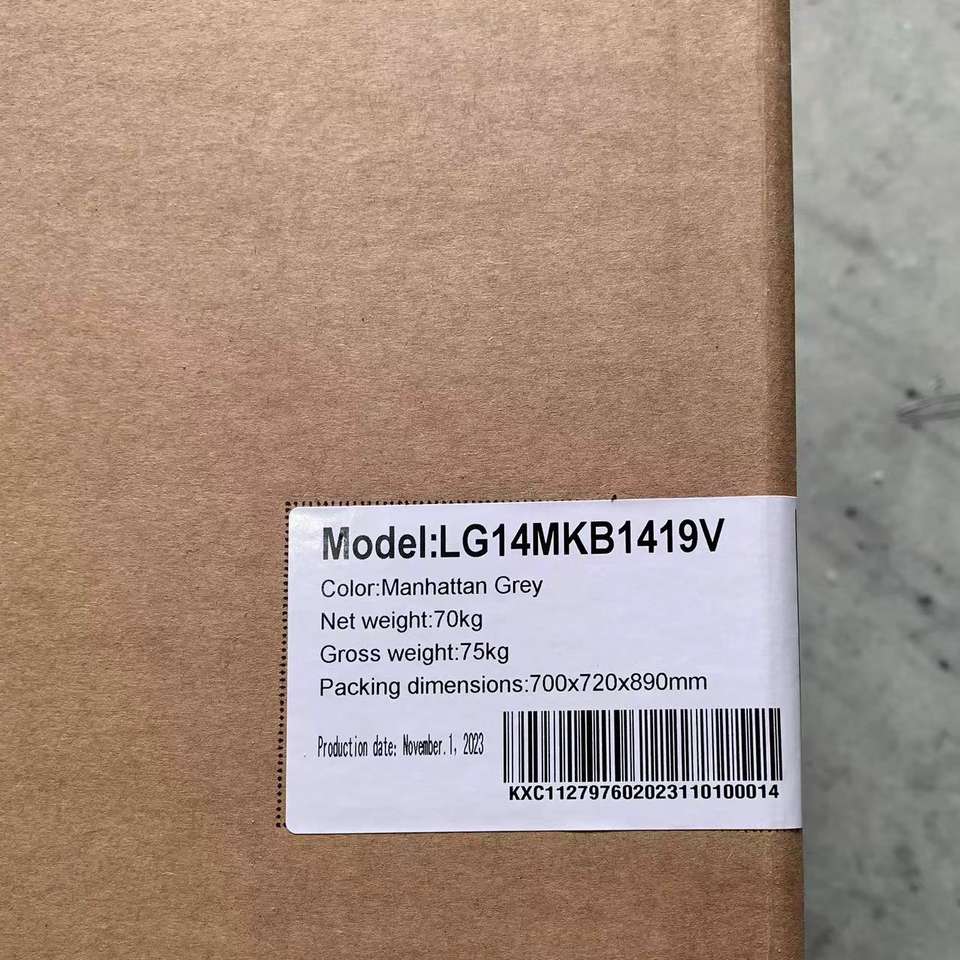 Model:LG14MKB1419V
Color:Manhattan Grey
Net weight:70kg
Gross weight:75kg
Packing dimensions:700x720x890mm
Production date: November.1, 2023
KXC112797602023110100014